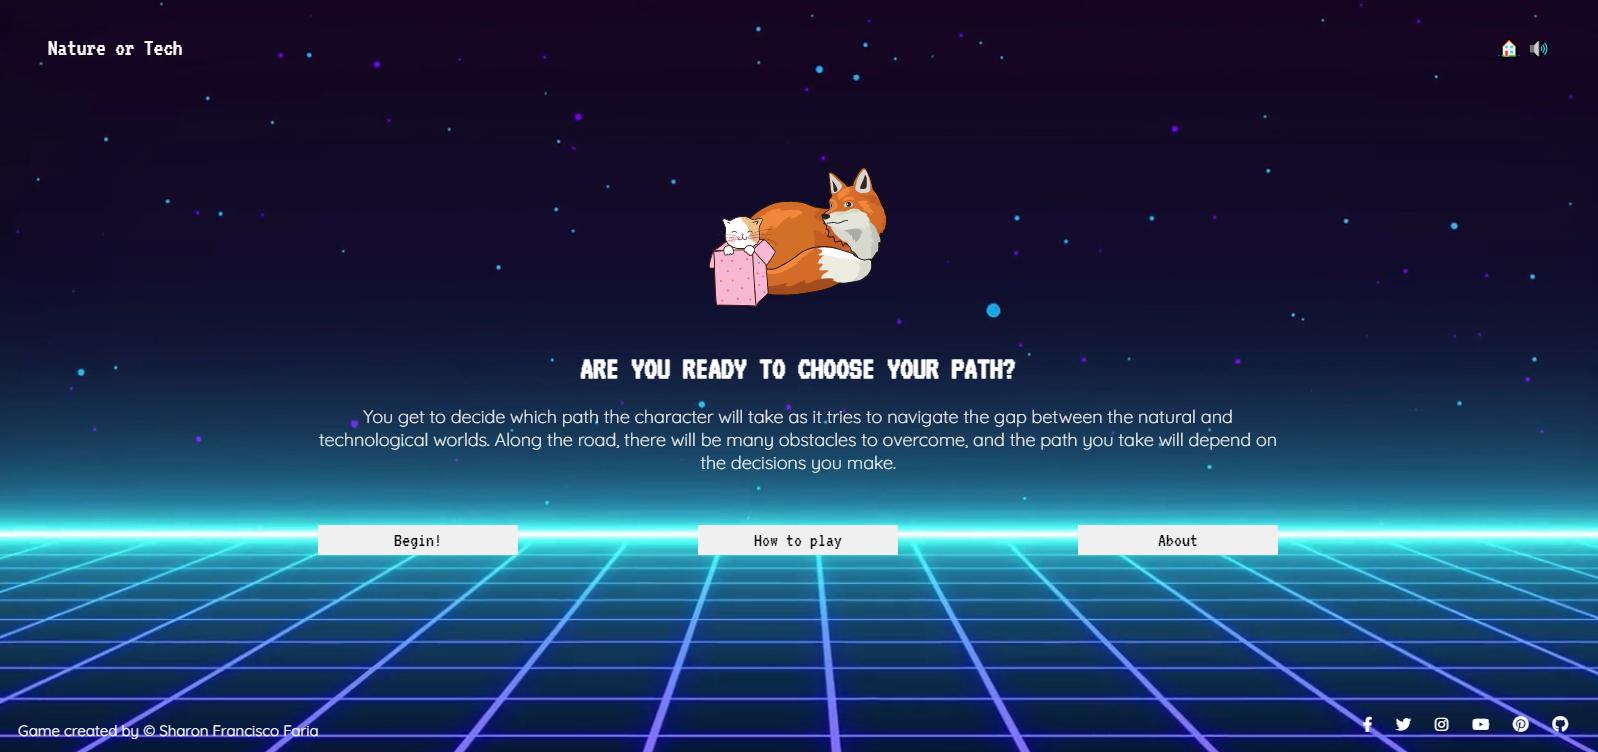 Nature or Tech
ARE YOU READY TO CHOOSE YOUR PATH?
You get to decide which path the character will take as it tries to navigate the gap between the natural and
technological worlds. Along the road, there will be many obstacles to overcome, and the path you take will depend on
the decisions you make.
Begin!
How to play
About
Game created by © Sharon Francisco Faria